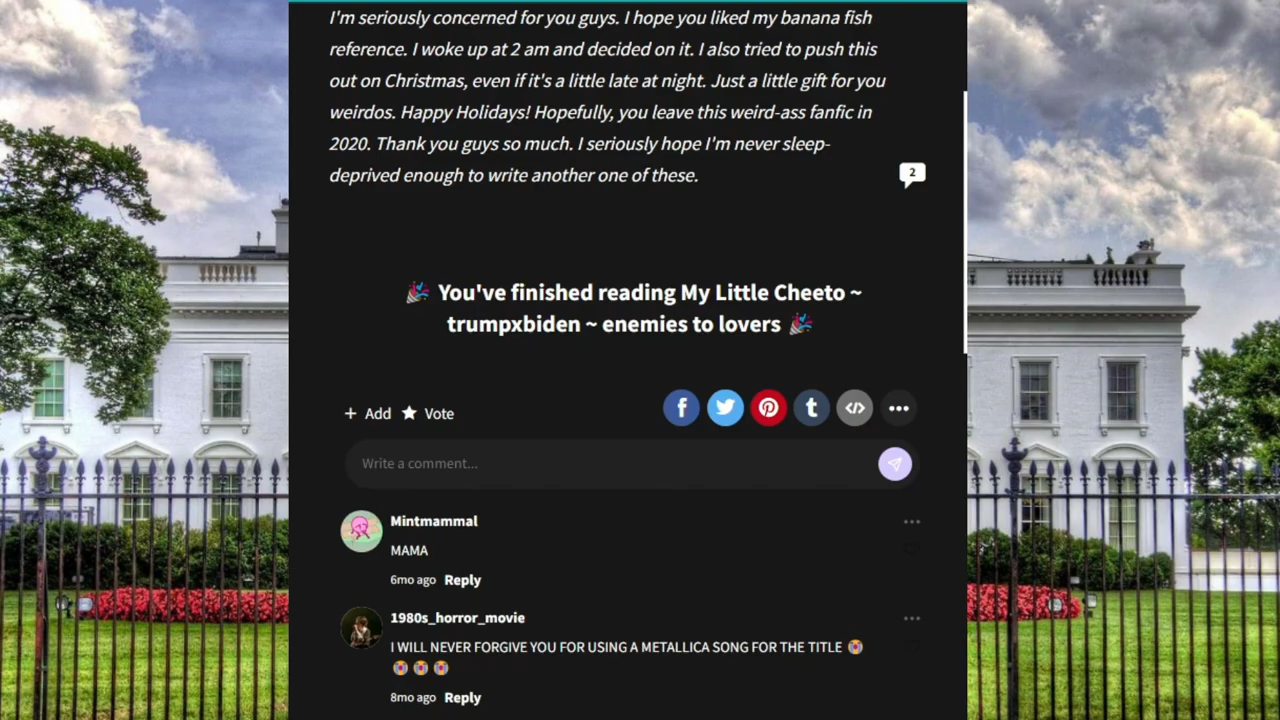 I'm seriously concerned for you guys. I hope you liked my banana fish
reference. I woke up at 2 am and decided on it. I also tried to push this
out on Christmas, even if it's a little late at night. Just a little gift for you
weirdos. Happy Holidays! Hopefully, you leave this weird-ass fanfic in
2020. Thank you guys so much. I seriously hope I'm never sleep-
deprived enough to write another one of these.
2
🎉 You've finished reading My Little Cheeto ~
trumpxbiden ~ enemies to lovers 🎉
+ Add ★ Vote
Write a comment...
Mintmammal
MAMA
6mo ago Reply
1980s_horror_movie
I WILL NEVER FORGIVE YOU FOR USING A METALLICA SONG FOR THE TITLE 😭
😭 😭 😭
8mo ago Reply